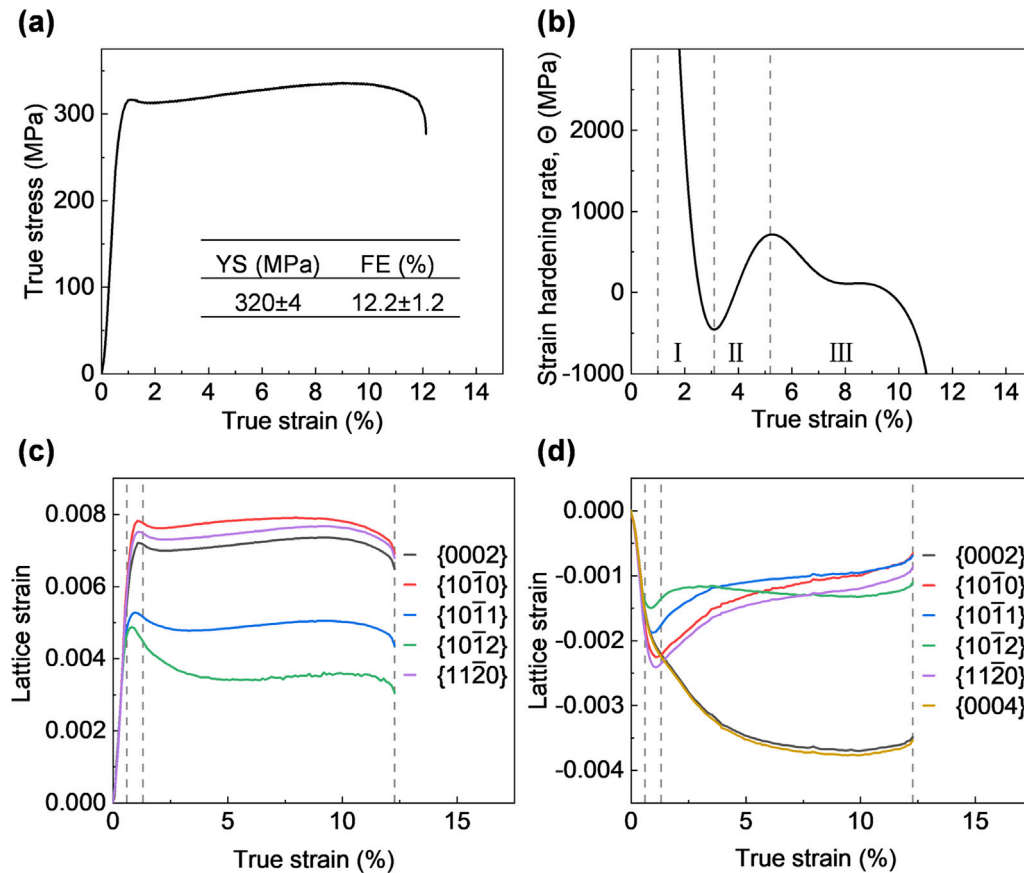 (a)
300
200
100
0
True stress (MPa)
YS (MPa) FE (%)
320±4 12.2±1.2
0 2 4 6 8 10 12 14
True strain (%)
(b)
2000
1000
0
-1000
Strain hardening rate, Θ (MPa)
I II III
0 2 4 6 8 10 12 14
True strain (%)
(c)
0.008
0.006
0.004
0.002
0.000
Lattice strain
{0002}
{101̄0}
{101̄1}
{101̄2}
{112̄0}
0 5 10 15
True strain (%)
(d)
0.000
-0.001
-0.002
-0.003
-0.004
Lattice strain
{0002}
{101̄0}
{101̄1}
{101̄2}
{112̄0}
{0004}
0 5 10 15
True strain (%)